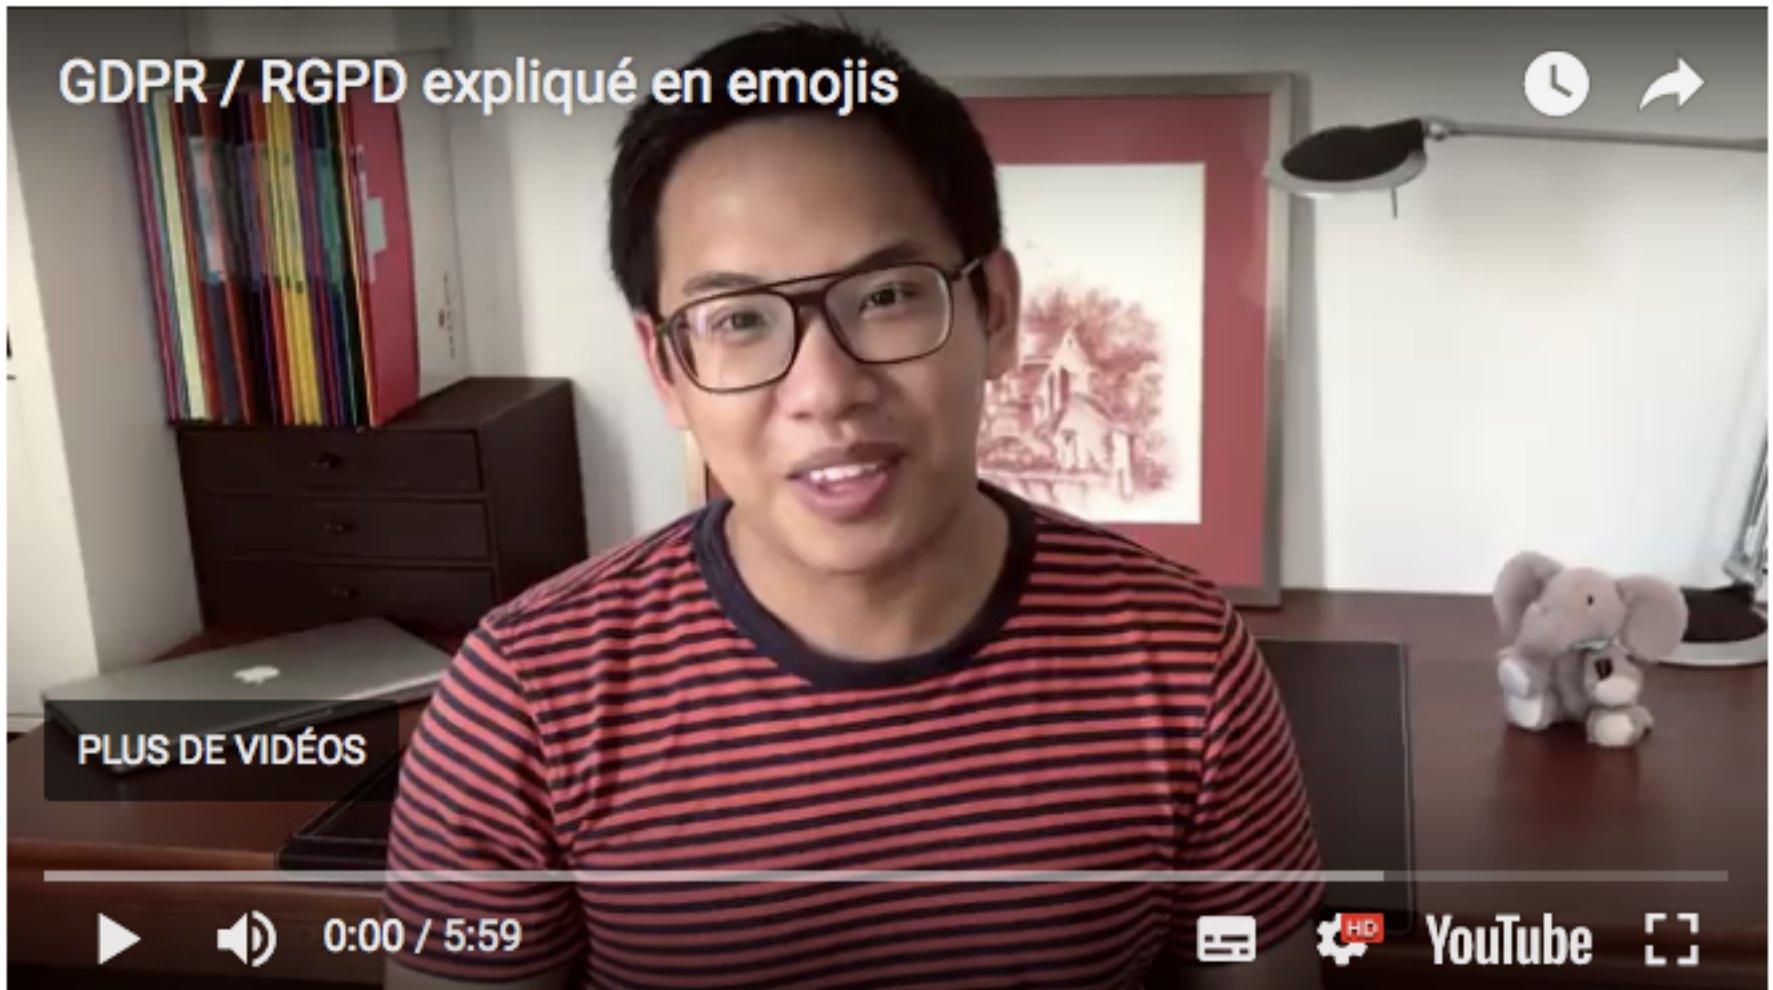 GDPR / RGPD expliqué en emojis
PLUS DE VIDÉOS
0:00 / 5:59
HD
YouTube